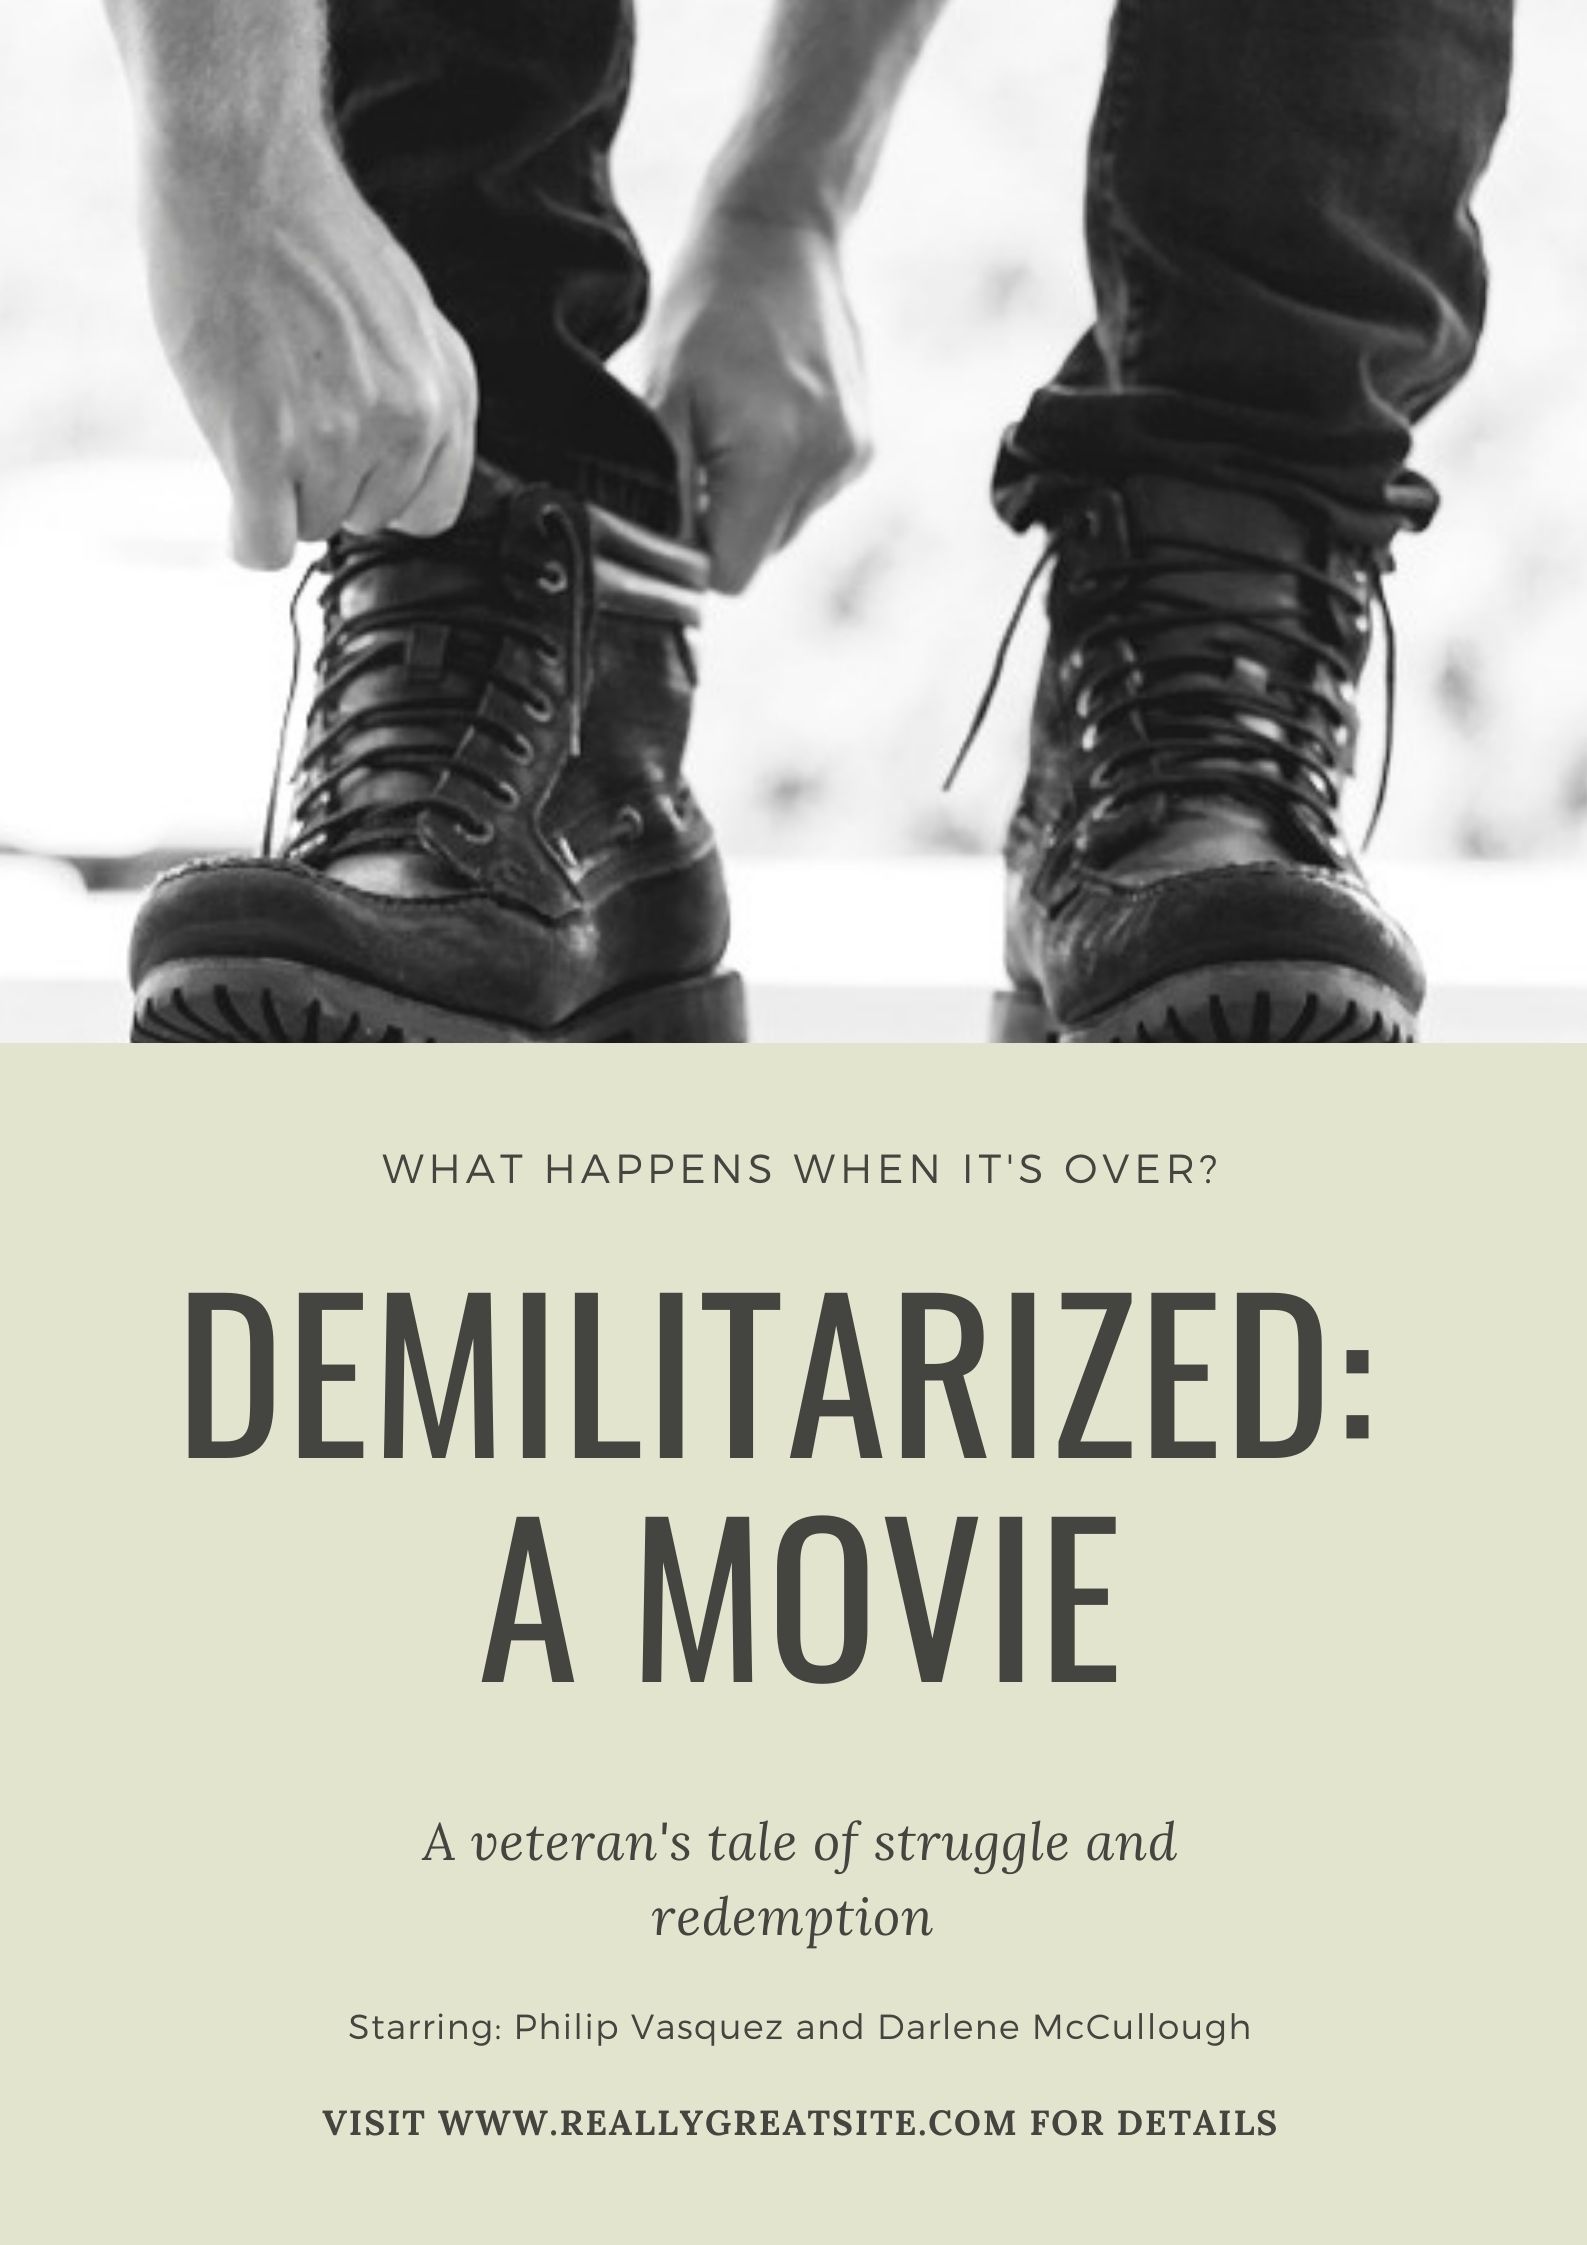 WHAT HAPPENS WHEN IT'S OVER?
DEMILITARIZED:
A MOVIE
A veteran's tale of struggle and
redemption
Starring: Philip Vasquez and Darlene McCullough
VISIT WWW.REALLYGREATSITE.COM FOR DETAILS